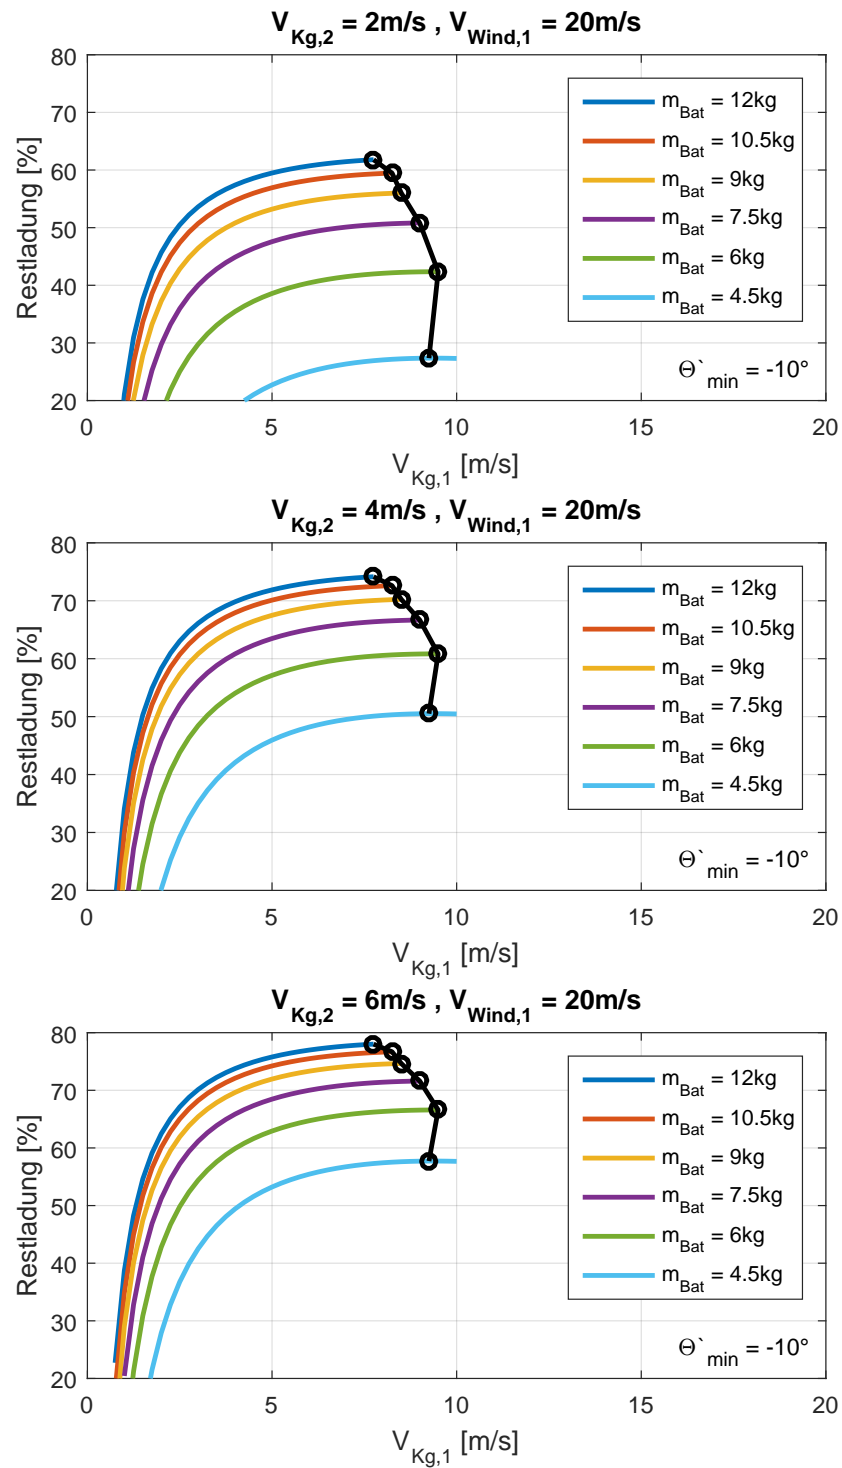 V_Kg,2 = 2m/s , V_Wind,1 = 20m/s
Restladung [%]
80
70
60
50
40
30
20
m_Bat = 12kg
m_Bat = 10.5kg
m_Bat = 9kg
m_Bat = 7.5kg
m_Bat = 6kg
m_Bat = 4.5kg
Θ`_min = -10°
0 5 10 15 20
V_Kg,1 [m/s]
V_Kg,2 = 4m/s , V_Wind,1 = 20m/s
Restladung [%]
80
70
60
50
40
30
20
m_Bat = 12kg
m_Bat = 10.5kg
m_Bat = 9kg
m_Bat = 7.5kg
m_Bat = 6kg
m_Bat = 4.5kg
Θ`_min = -10°
0 5 10 15 20
V_Kg,1 [m/s]
V_Kg,2 = 6m/s , V_Wind,1 = 20m/s
Restladung [%]
80
70
60
50
40
30
20
m_Bat = 12kg
m_Bat = 10.5kg
m_Bat = 9kg
m_Bat = 7.5kg
m_Bat = 6kg
m_Bat = 4.5kg
Θ`_min = -10°
0 5 10 15 20
V_Kg,1 [m/s]